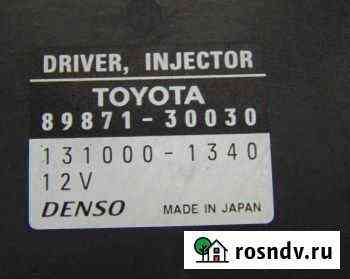 DRIVER, INJECTOR
TOYOTA
89871-30030
131000-1340
12V
DENSO MADE IN JAPAN
rosndv.ru